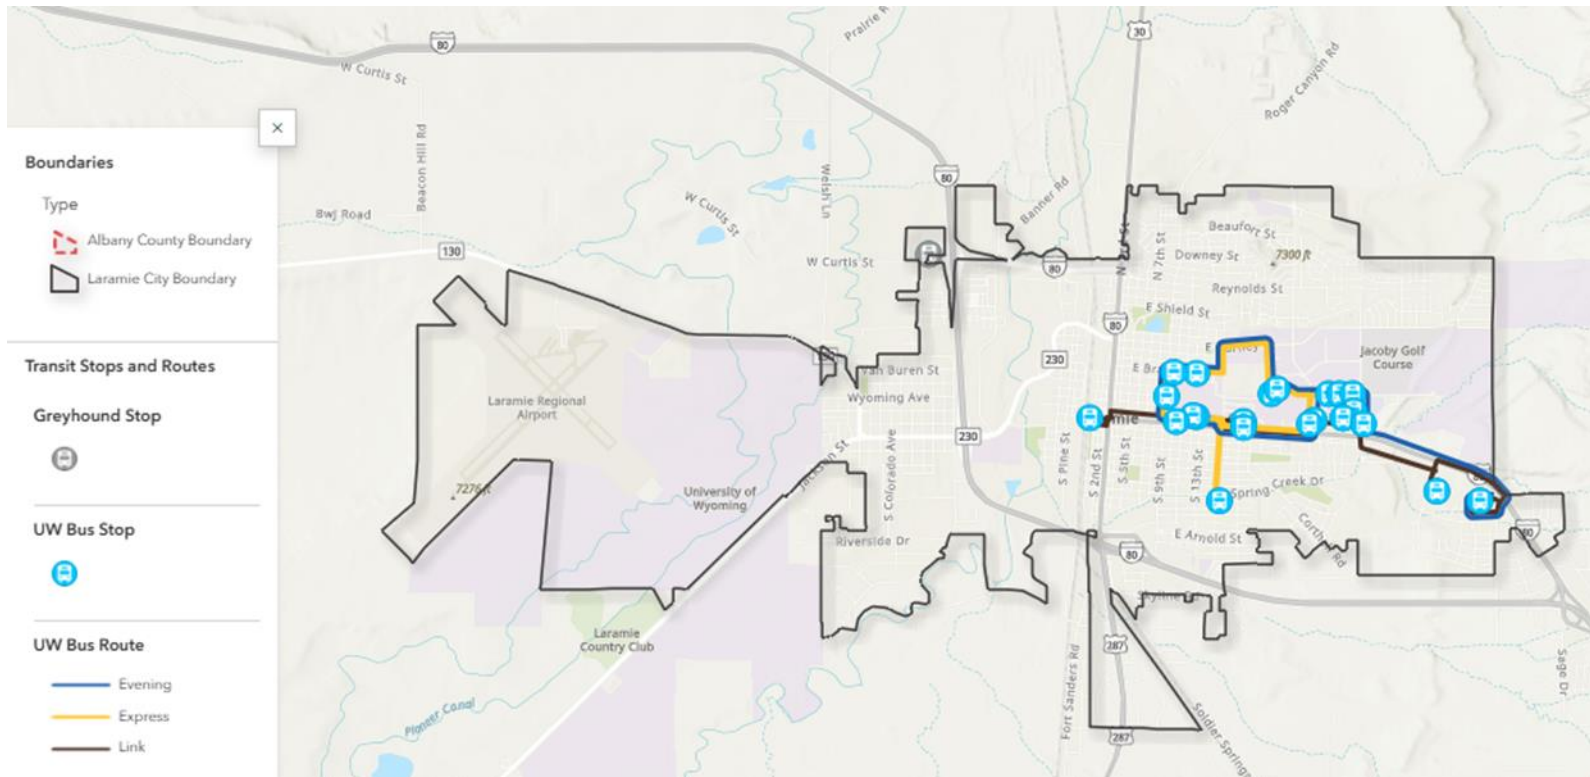 Prairie R
30
80
W Curtis St
Roger Canyon Rd
×
Boundaries
Type
Albany County Boundary
Laramie City Boundary
Transit Stops and Routes
Greyhound Stop
UW Bus Stop
UW Bus Route
Evening
Express
Link
Beacon Hill Rd
Bwj Road
130
Welsh Ln
W Curtis St
80
Banner Rd
W Curtis St
80
N 7th St
Beaufort St
Downey St
7300 ft
Reynolds St
E Shield St
80
230
Jacoby Golf
Course
Van Buren St
Wyoming Ave
E Bra
mie
Laramie Regional
Airport
230
Jackson St
S Colorado Ave
S Pine St
S 2nd St
S 5th St
S 9th St
S 13th St
Spring Creek Dr
7276 ft
University of
Wyoming
Riverside Dr
E Arnold St
80
80
Laramie
Country Club
287
Fort Sanders Rd
Sage Dr
Pioneer Canal
Soldier Springs
287